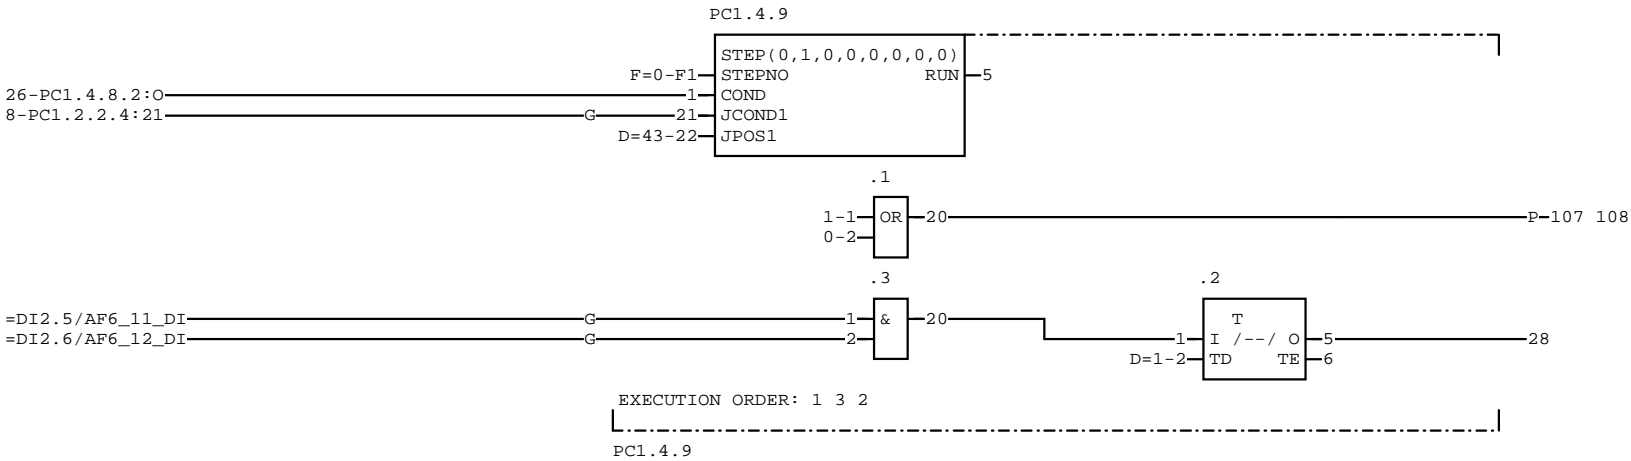 PC1.4.9
STEP(0,1,0,0,0,0,0,0)
F=0-F1 STEPNO RUN 5
26-PC1.4.8.2:O 1 COND
8-PC1.2.2.4:21 G 21 JCOND1
D=43-22 JPOS1
.1
1-1 OR 20 P 107 108
0-2
.3 .2
=DI2.5/AF6_11_DI G 1 & 20 T
=DI2.6/AF6_12_DI G 2 1 I /--/ O 5 28
D=1-2 TD TE 6
EXECUTION ORDER: 1 3 2
PC1.4.9